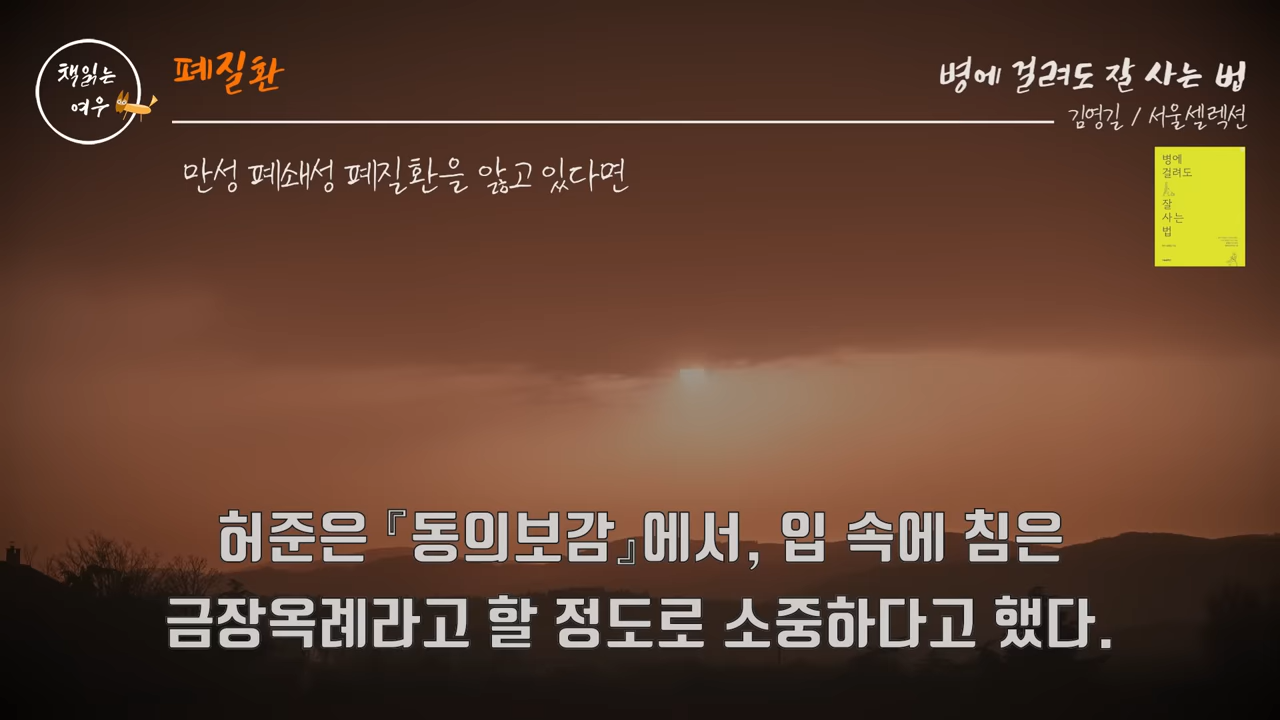 책읽는
여우
폐질환
병에 걸려도 잘 사는 법
김영길 / 서울셀렉션
만성 폐쇄성 폐질환을 앓고 있다면
병에
걸려도
잘
사는
법
허준은 『동의보감』에서, 입 속에 침은
금장옥례라고 할 정도로 소중하다고 했다.